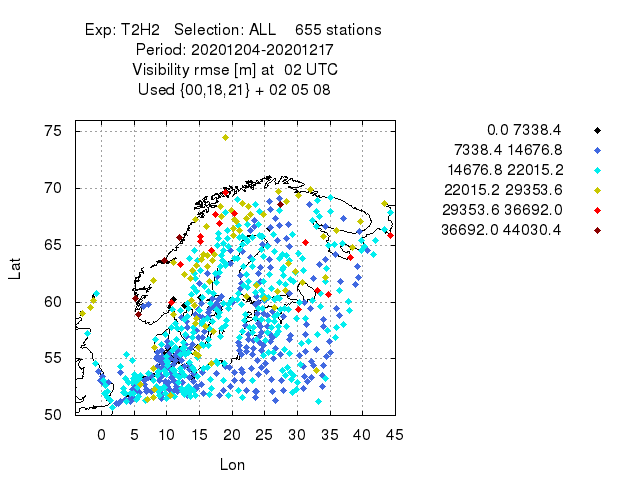 Exp: T2H2 Selection: ALL 655 stations
Period: 20201204-20201217
Visibility rmse [m] at 02 UTC
Used {00,18,21} + 02 05 08
0.0 7338.4
7338.4 14676.8
14676.8 22015.2
22015.2 29353.6
29353.6 36692.0
36692.0 44030.4
75
70
65
60
55
50
Lat
0 5 10 15 20 25 30 35 40 45
Lon